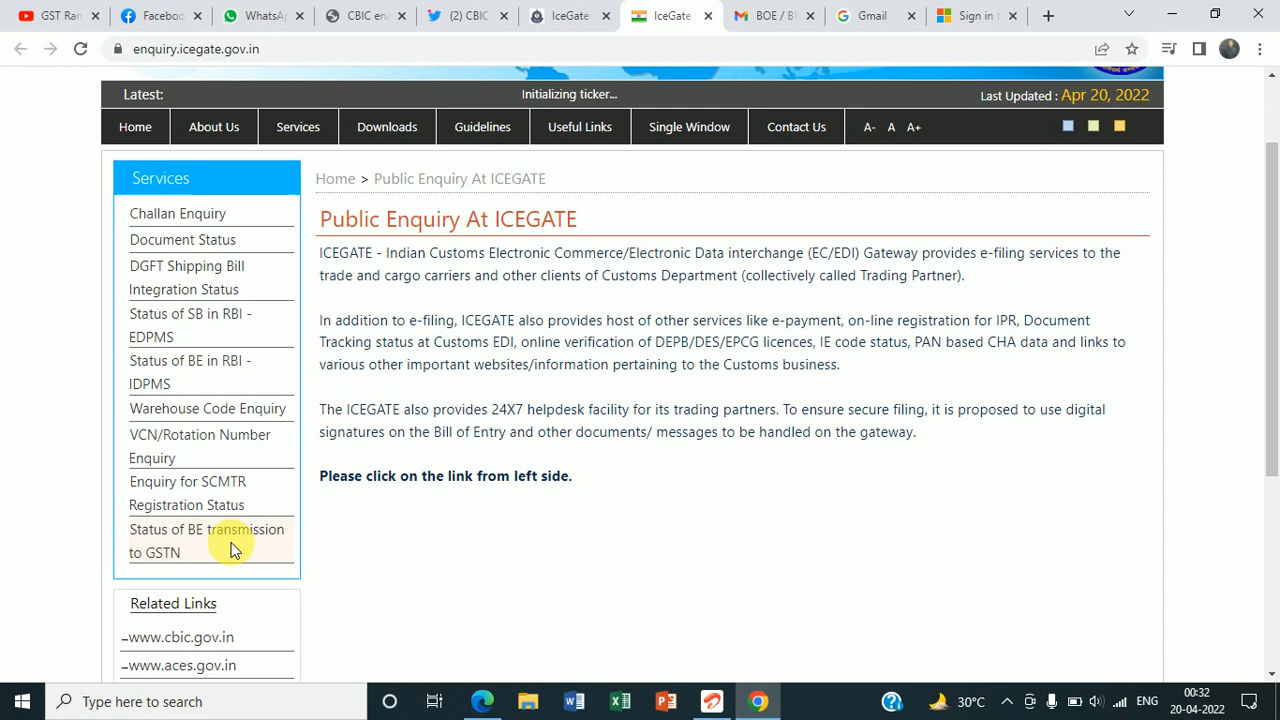 GST Ran
Faceboo
WhatsA
CBICen
(2) CBIC
IceGate
IceGate
BOE / B
Gmail
Sign in t
enquiry.icegate.gov.in
Latest:
Initializing ticker...
Last Updated : Apr 20, 2022
Home
About Us
Services
Downloads
Guidelines
Useful Links
Single Window
Contact Us
A-
A
A+
Services
Challan Enquiry
Document Status
DGFT Shipping Bill
Integration Status
Status of SB in RBI -
EDPMS
Status of BE in RBI -
IDPMS
Warehouse Code Enquiry
VCN/Rotation Number
Enquiry
Enquiry for SCMTR
Registration Status
Status of BE transmission
to GSTN
Related Links
www.cbic.gov.in
www.aces.gov.in
Home > Public Enquiry At ICEGATE
Public Enquiry At ICEGATE
ICEGATE - Indian Customs Electronic Commerce/Electronic Data interchange (EC/EDI) Gateway provides e-filing services to the
trade and cargo carriers and other clients of Customs Department (collectively called Trading Partner).
In addition to e-filing, ICEGATE also provides host of other services like e-payment, on-line registration for IPR, Document
Tracking status at Customs EDI, online verification of DEPB/DES/EPCG licences, IE code status, PAN based CHA data and links to
various other important websites/information pertaining to the Customs business.
The ICEGATE also provides 24X7 helpdesk facility for its trading partners. To ensure secure filing, it is proposed to use digital
signatures on the Bill of Entry and other documents/ messages to be handled on the gateway.
Please click on the link from left side.
Type here to search
30°C
ENG
00:32
20-04-2022